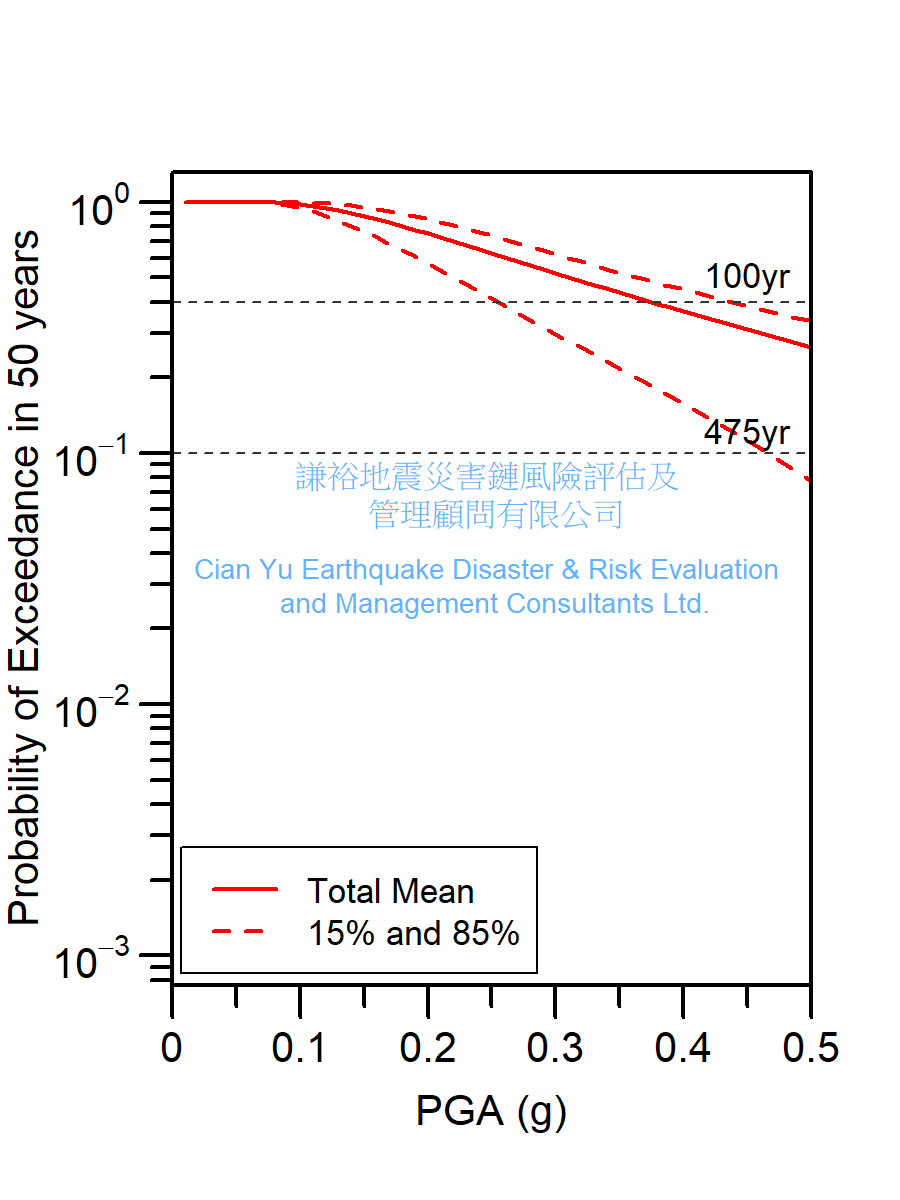 Probability of Exceedance in 50 years
10⁰
10⁻¹
10⁻²
10⁻³
100yr
475yr
謙裕地震災害鏈風險評估及
管理顧問有限公司
Cian Yu Earthquake Disaster & Risk Evaluation
and Management Consultants Ltd.
Total Mean
15% and 85%
0 0.1 0.2 0.3 0.4 0.5
PGA (g)